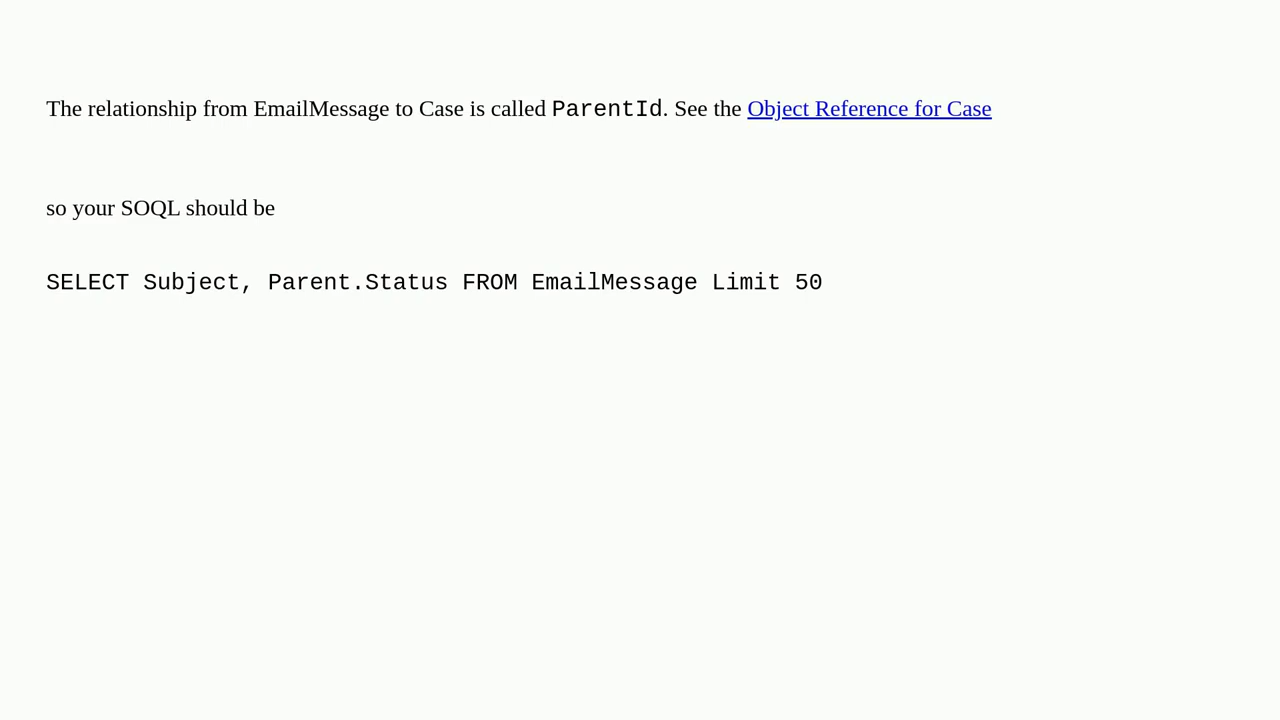 The relationship from EmailMessage to Case is called ParentId. See the Object Reference for Case
so your SOQL should be
SELECT Subject, Parent.Status FROM EmailMessage Limit 50